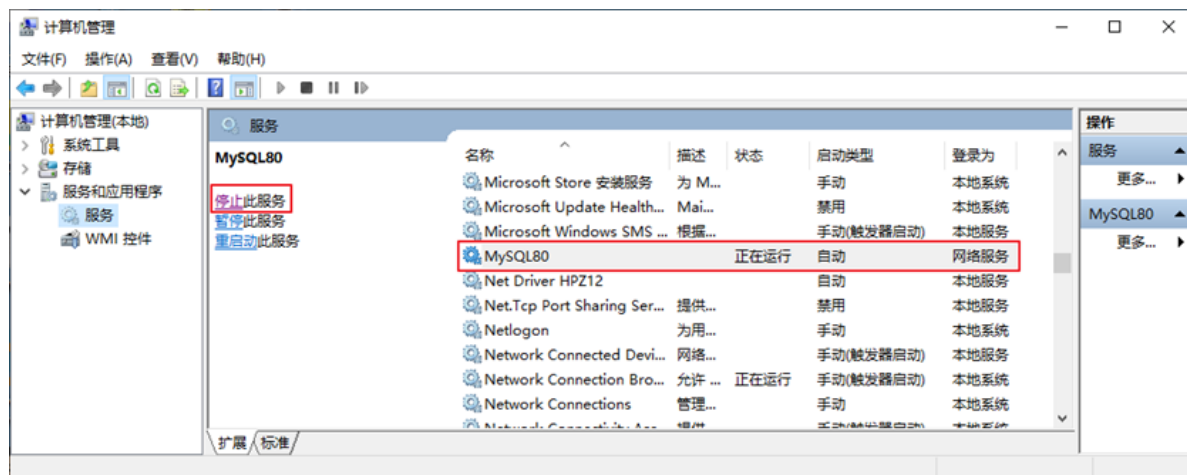 计算机管理
文件(F) 操作(A) 查看(V) 帮助(H)
计算机管理(本地)
系统工具
存储
服务和应用程序
服务
WMI 控件
服务
MySQL80
停止此服务
暂停此服务
重启动此服务
名称 描述 状态 启动类型 登录为
Microsoft Store 安装服务 为 M... 手动 本地系统
Microsoft Update Health... Mai... 禁用 本地系统
Microsoft Windows SMS ... 根据... 手动(触发器启动) 本地服务
MySQL80 正在运行 自动 网络服务
Net Driver HPZ12 自动 本地服务
Net.Tcp Port Sharing Ser... 提供... 禁用 本地服务
Netlogon 为用... 手动 本地系统
Network Connected Devi... 网络... 手动(触发器启动) 本地服务
Network Connection Bro... 允许 ... 正在运行 手动(触发器启动) 本地系统
Network Connections 管理... 手动 本地系统
扩展 标准
操作
服务
更多...
MySQL80
更多...